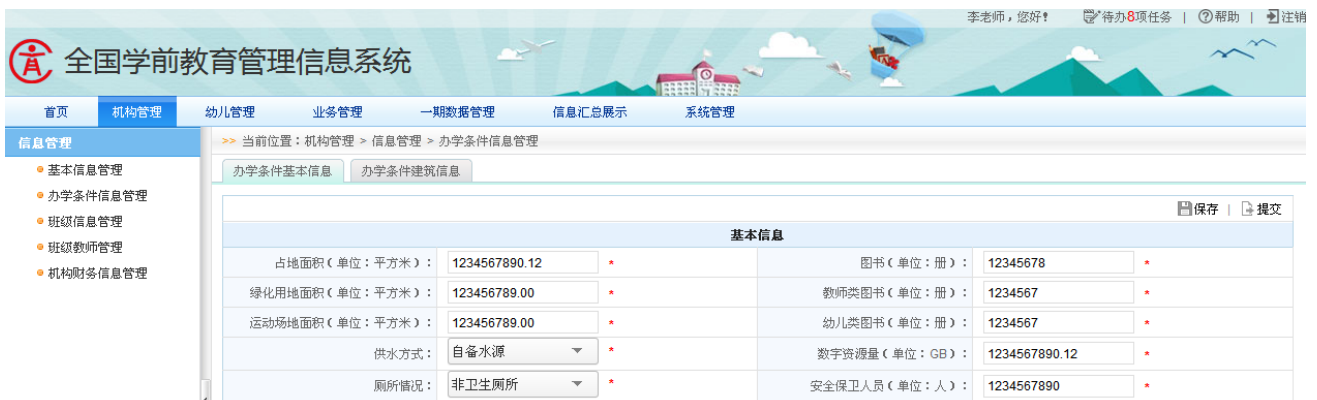 李老师，您好！ 待办8项任务 | 帮助 | 注销
全国学前教育管理信息系统
首页 机构管理 幼儿管理 业务管理 一期数据管理 信息汇总展示 系统管理
信息管理
基本信息管理
办学条件信息管理
班级信息管理
班级教师管理
机构财务信息管理
>> 当前位置：机构管理 > 信息管理 > 办学条件信息管理
办学条件基本信息 办学条件建筑信息
保存 | 提交
基本信息
占地面积（单位：平方米）： 1234567890.12 * 图书（单位：册）： 12345678 *
绿化用地面积（单位：平方米）： 123456789.00 * 教师类图书（单位：册）： 1234567 *
运动场地面积（单位：平方米）： 123456789.00 * 幼儿类图书（单位：册）： 1234567 *
供水方式： 自备水源 * 数字资源量（单位：GB）： 1234567890.12 *
厕所情况： 非卫生厕所 * 安全保卫人员（单位：人）： 1234567890 *